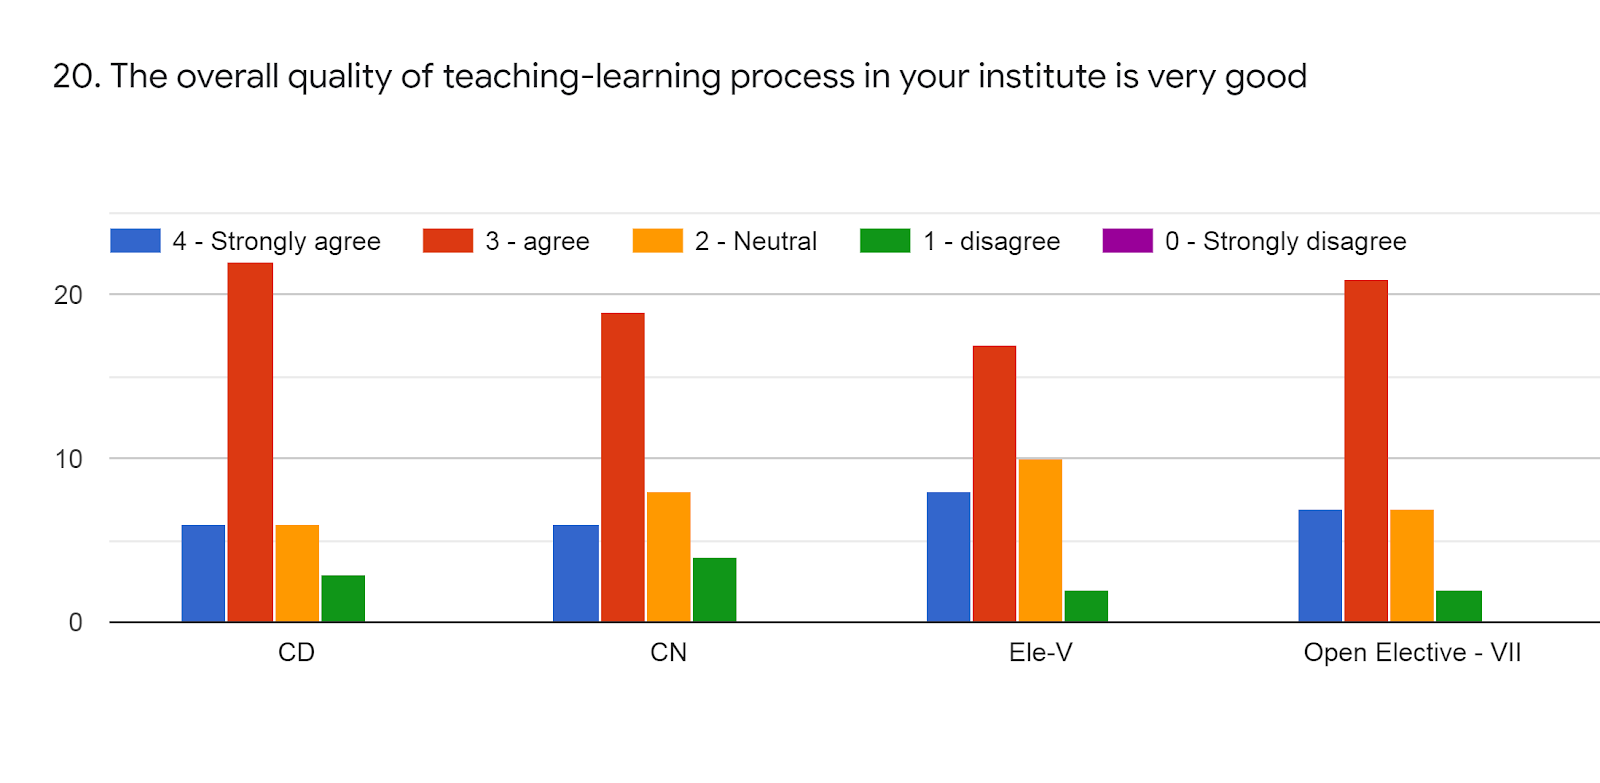 20. The overall quality of teaching-learning process in your institute is very good
4 - Strongly agree 3 - agree 2 - Neutral 1 - disagree 0 - Strongly disagree
20
10
0
CD CN Ele-V Open Elective - VII